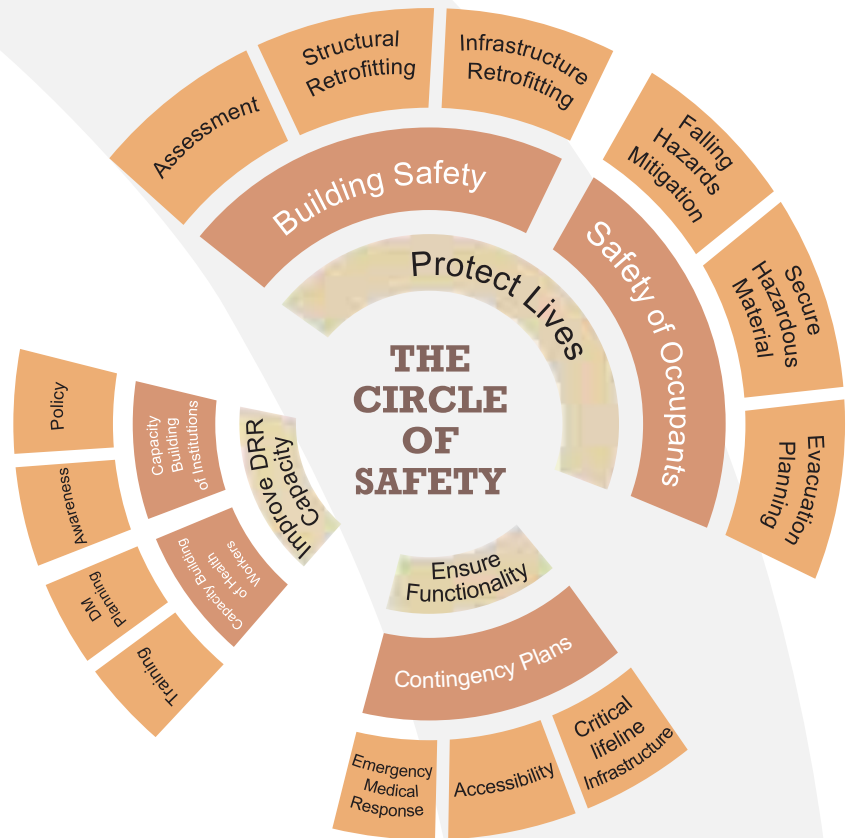 THE
CIRCLE
OF
SAFETY
Protect Lives
Building Safety
Assessment
Structural
Retrofitting
Infrastructure
Retrofitting
Safety of Occupants
Falling
Hazards
Mitigation
Secure
Hazardous
Material
Evacuation
Planning
Ensure
Functionality
Contingency Plans
Critical
lifeline
Infrastructure
Accessibility
Emergency
Medical
Response
Improve DRR
Capacity
Capacity Building
of Health
Workers
Training
DM
Planning
Capacity
Building
of Institutions
Awareness
Policy